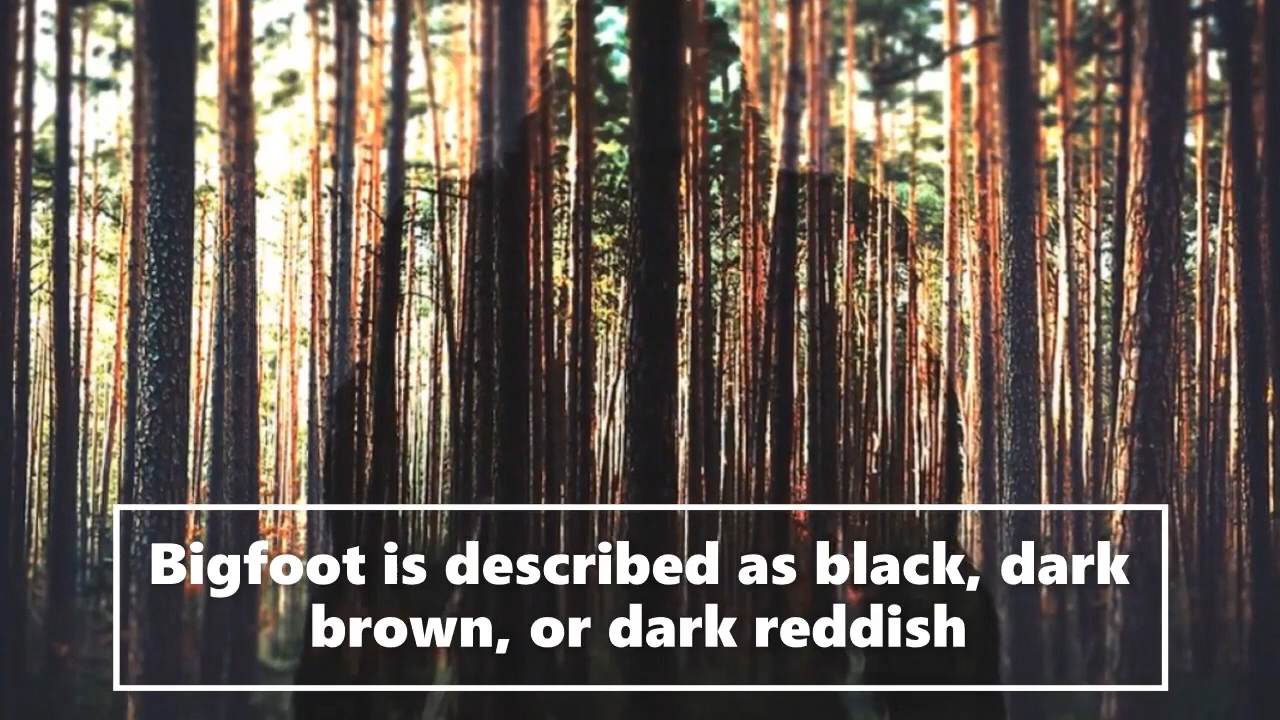 Bigfoot is described as black, dark
brown, or dark reddish